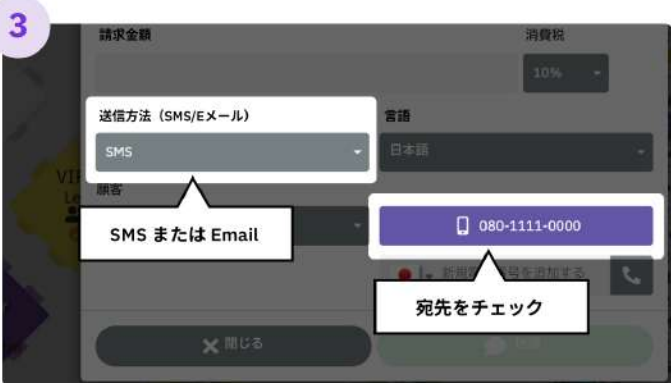 3
請求金額
消費税
10%
送信方法（SMS/Eメール）
言語
SMS
日本語
VIP
Le
顧客
080-1111-0000
SMS または Email
新規電話番号を追加する
宛先をチェック
閉じる